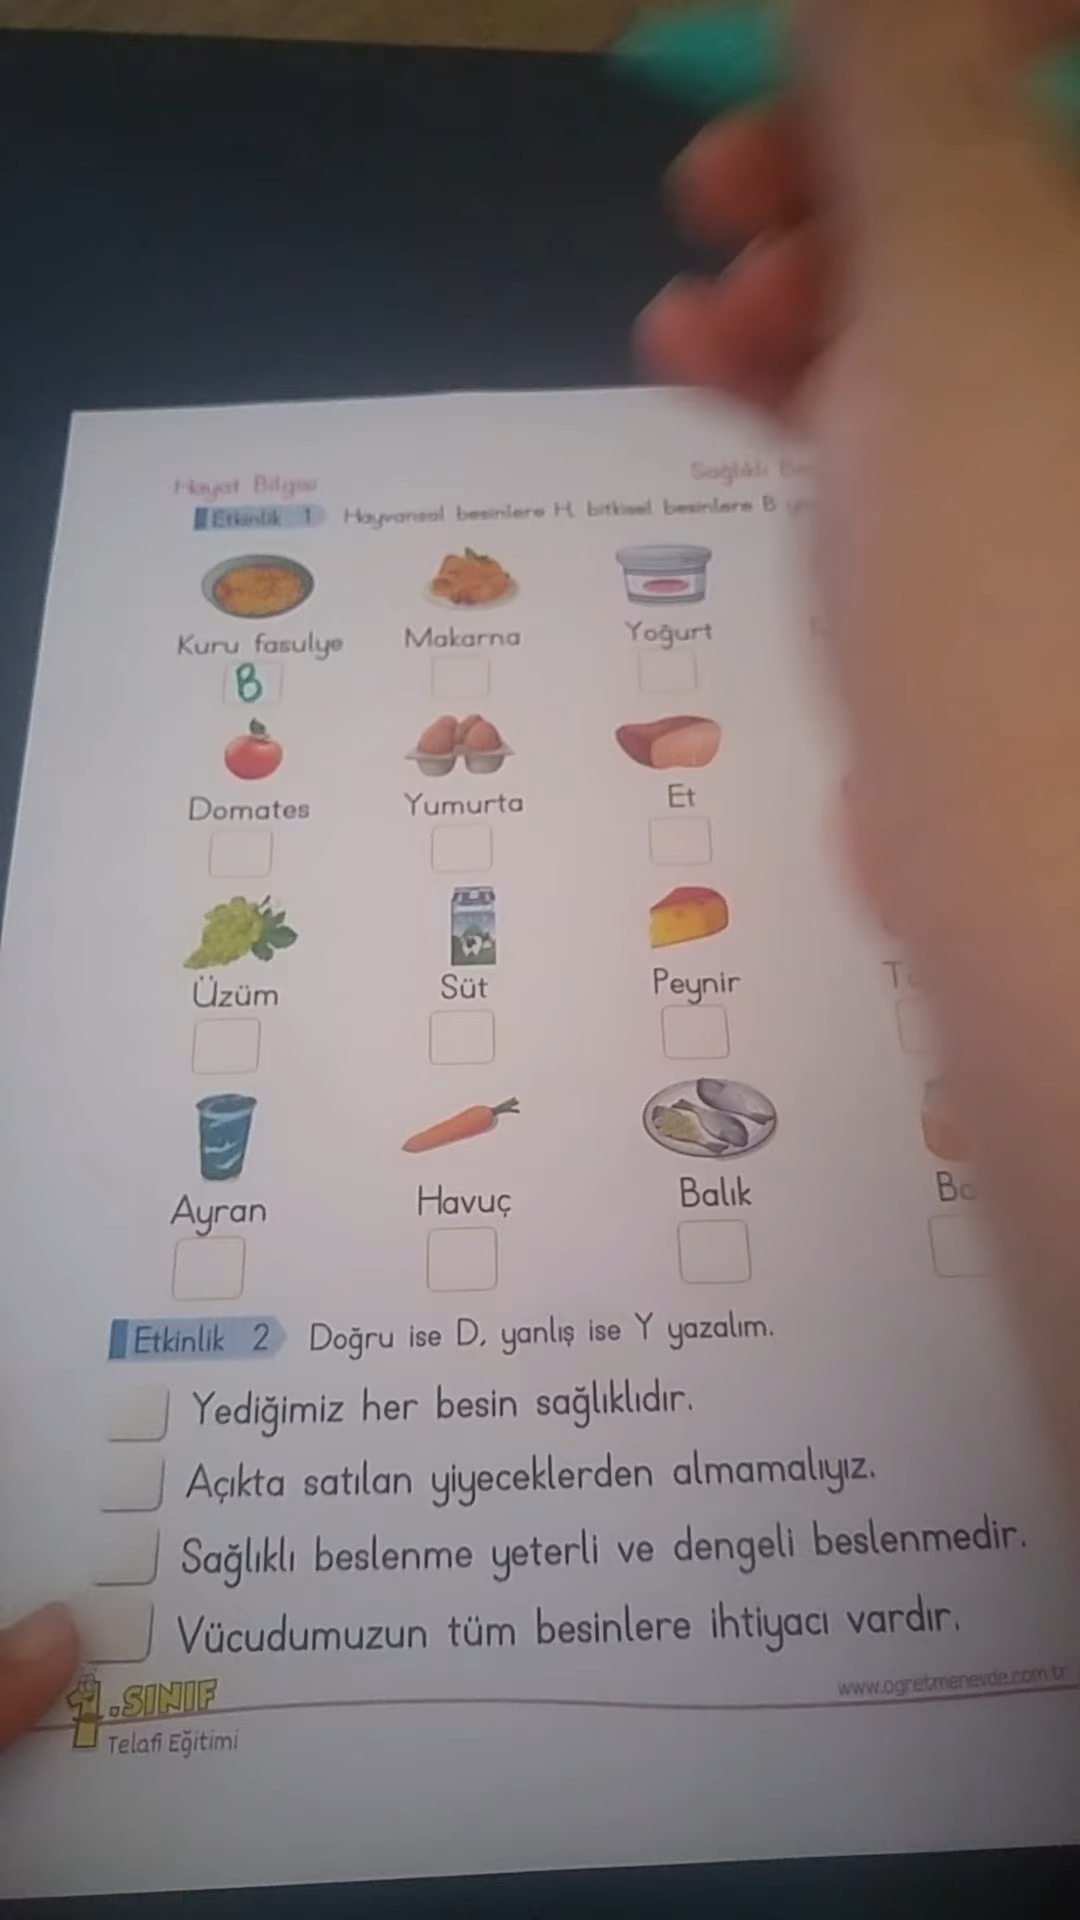 Hayat Bilgisi
Sağlıklı
Etkinlik 1 Hayvansal besinlere H, bitkisel besinlere B
Kuru fasulye Makarna Yoğurt
B
Domates Yumurta Et
Üzüm Süt Peynir
Ayran Havuç Balık
Etkinlik 2 Doğru ise D, yanlış ise Y yazalım.
Yediğimiz her besin sağlıklıdır.
Açıkta satılan yiyeceklerden almamalıyız.
Sağlıklı beslenme yeterli ve dengeli beslenmedir.
Vücudumuzun tüm besinlere ihtiyacı vardır.
1.SINIF
Telafi Eğitimi
www.ogretmenevde.com.tr